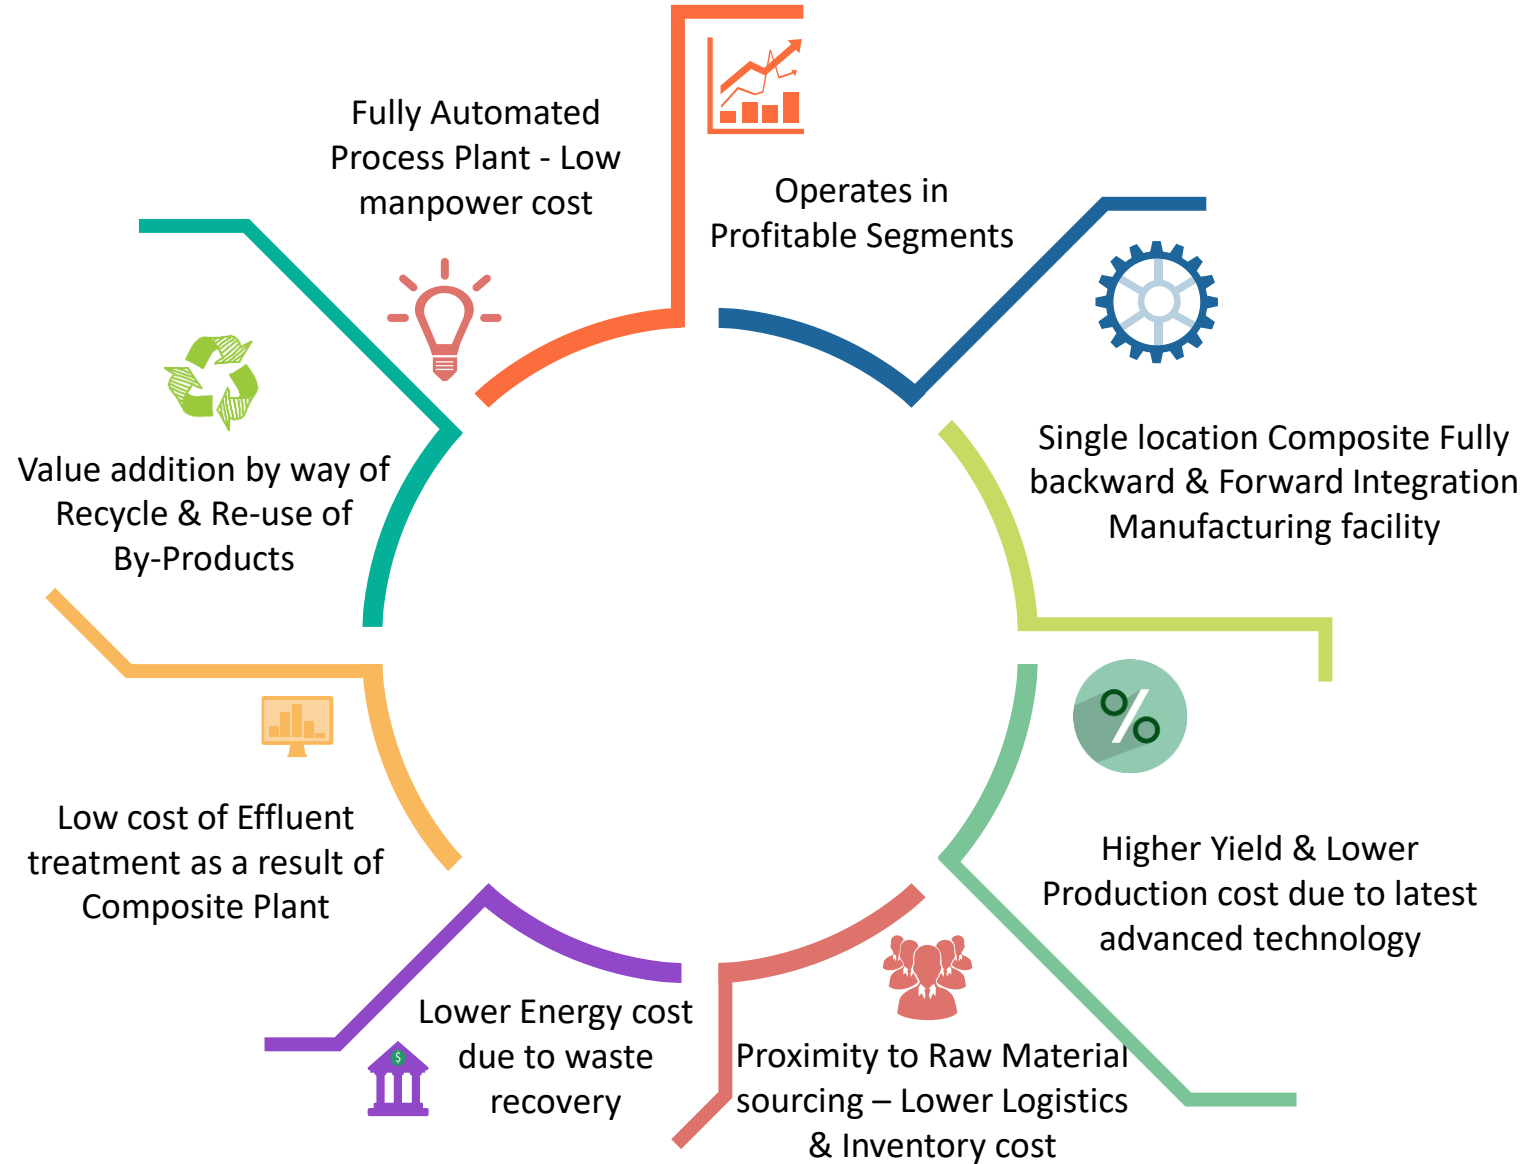 Fully Automated
Process Plant - Low
manpower cost
Operates in
Profitable Segments
Single location Composite Fully
backward & Forward Integration
Manufacturing facility
Higher Yield & Lower
Production cost due to latest
advanced technology
Proximity to Raw Material
sourcing – Lower Logistics
& Inventory cost
Lower Energy cost
due to waste
recovery
Low cost of Effluent
treatment as a result of
Composite Plant
Value addition by way of
Recycle & Re-use of
By-Products
%
$